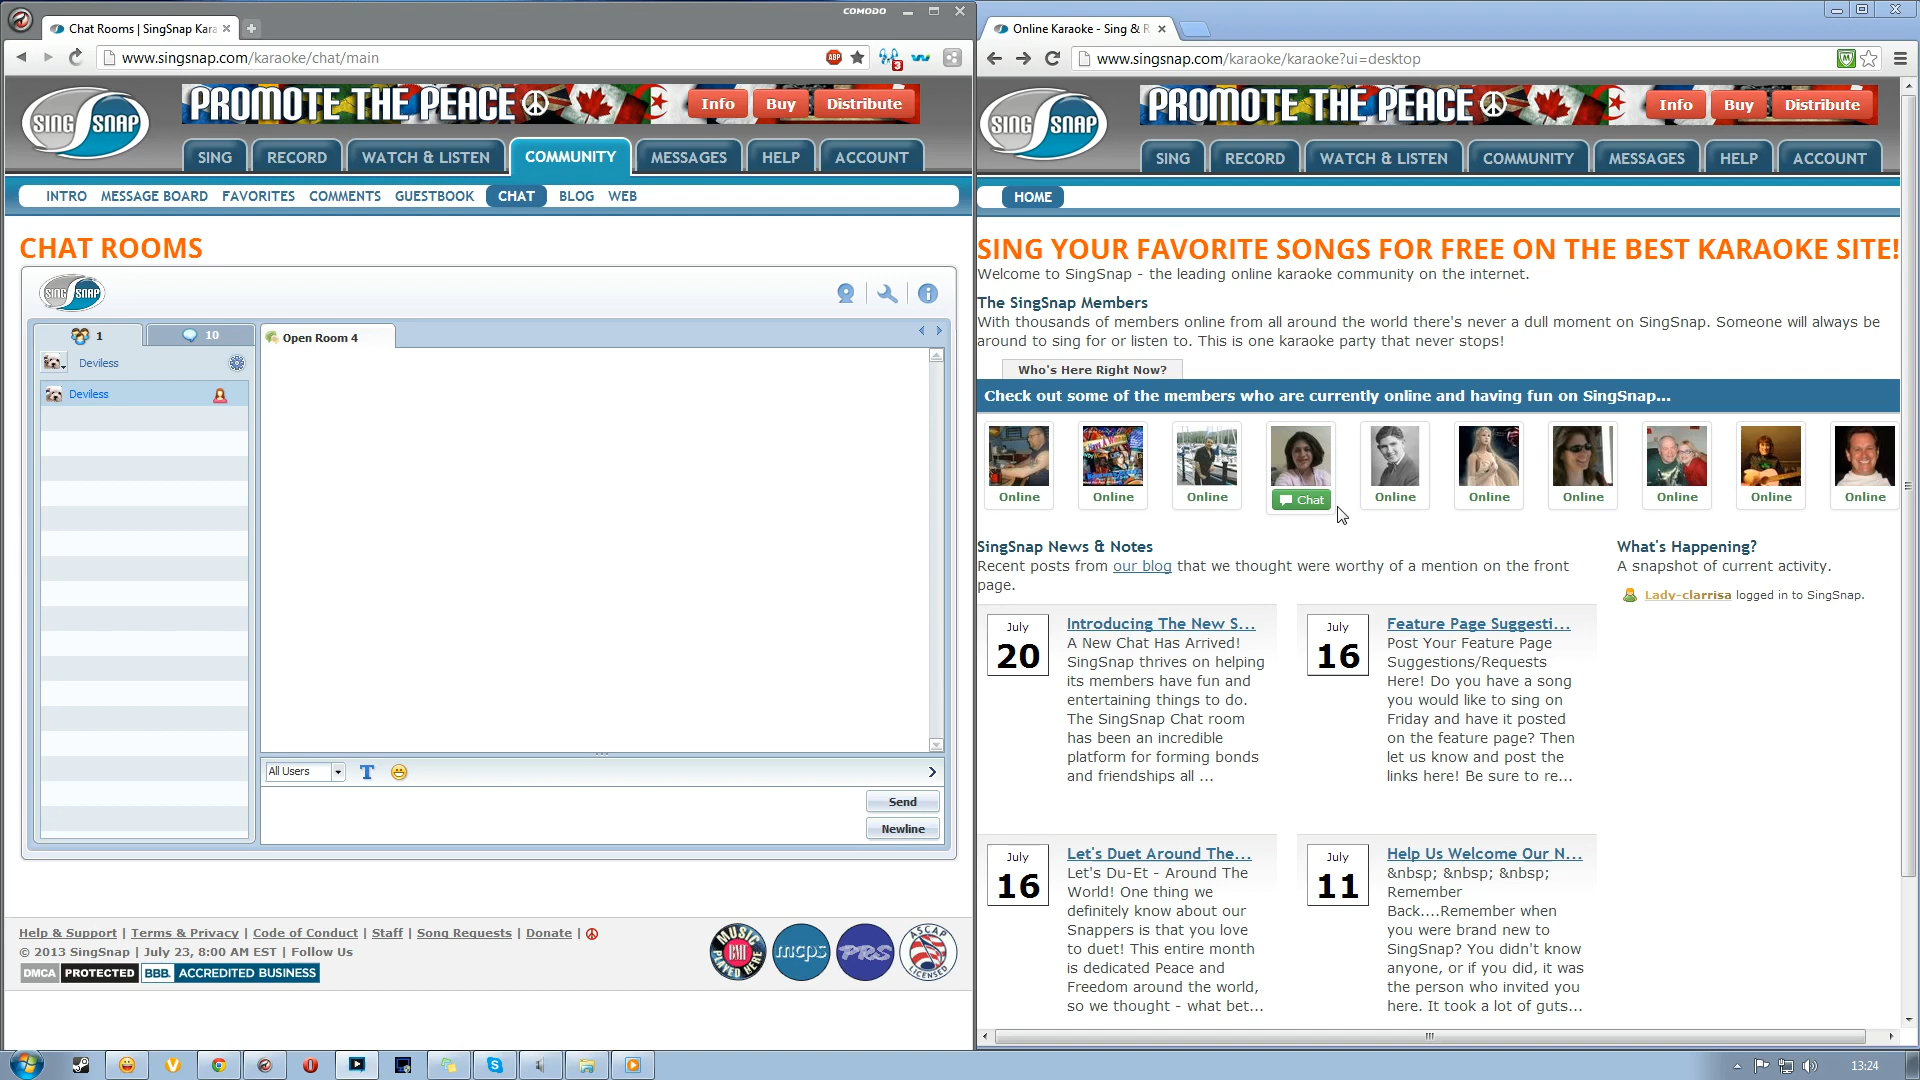 COMODO
Chat Rooms | SingSnap Kara
www.singsnap.com/karaoke/chat/main
ABP
3
SING SNAP
PROMOTE THE PEACE
Info
Buy
Distribute
SING
RECORD
WATCH & LISTEN
COMMUNITY
MESSAGES
HELP
ACCOUNT
INTRO
MESSAGE BOARD
FAVORITES
COMMENTS
GUESTBOOK
CHAT
BLOG
WEB
CHAT ROOMS
SING SNAP
1
10
Open Room 4
Deviless
Deviless
All Users
T
Send
Newline
Help & Support | Terms & Privacy | Code of Conduct | Staff | Song Requests | Donate |
© 2013 SingSnap | July 23, 8:00 AM EST | Follow Us
DMCA PROTECTED BBB. ACCREDITED BUSINESS
MUSIC BMI PLAYED HERE
mcps
PRS
ASCAP LICENSED
Online Karaoke - Sing & R
www.singsnap.com/karaoke/karaoke?ui=desktop
SING SNAP
PROMOTE THE PEACE
Info
Buy
Distribute
SING
RECORD
WATCH & LISTEN
COMMUNITY
MESSAGES
HELP
ACCOUNT
HOME
SING YOUR FAVORITE SONGS FOR FREE ON THE BEST KARAOKE SITE!
Welcome to SingSnap - the leading online karaoke community on the internet.
The SingSnap Members
With thousands of members online from all around the world there's never a dull moment on SingSnap. Someone will always be
around to sing for or listen to. This is one karaoke party that never stops!
Who's Here Right Now?
Check out some of the members who are currently online and having fun on SingSnap...
Online
Online
Online
Chat
Online
Online
Online
Online
Online
Online
SingSnap News & Notes
Recent posts from our blog that we thought were worthy of a mention on the front
page.
July
20
Introducing The New S...
A New Chat Has Arrived!
SingSnap thrives on helping
its members have fun and
entertaining things to do.
The SingSnap Chat room
has been an incredible
platform for forming bonds
and friendships all ...
July
16
Feature Page Suggesti...
Post Your Feature Page
Suggestions/Requests
Here! Do you have a song
you would like to sing on
Friday and have it posted
on the feature page? Then
let us know and post the
links here! Be sure to re...
July
16
Let's Duet Around The...
Let's Du-Et - Around The
World! One thing we
definitely know about our
Snappers is that you love
to duet! This entire month
is dedicated Peace and
Freedom around the world,
so we thought - what bet...
July
11
Help Us Welcome Our N...
&nbsp; &nbsp; &nbsp;
Remember
Back....Remember when
you were brand new to
SingSnap? You didn't know
anyone, or if you did, it was
the person who invited you
here. It took a lot of guts...
What's Happening?
A snapshot of current activity.
Lady-clarrisa logged in to SingSnap.
13:24